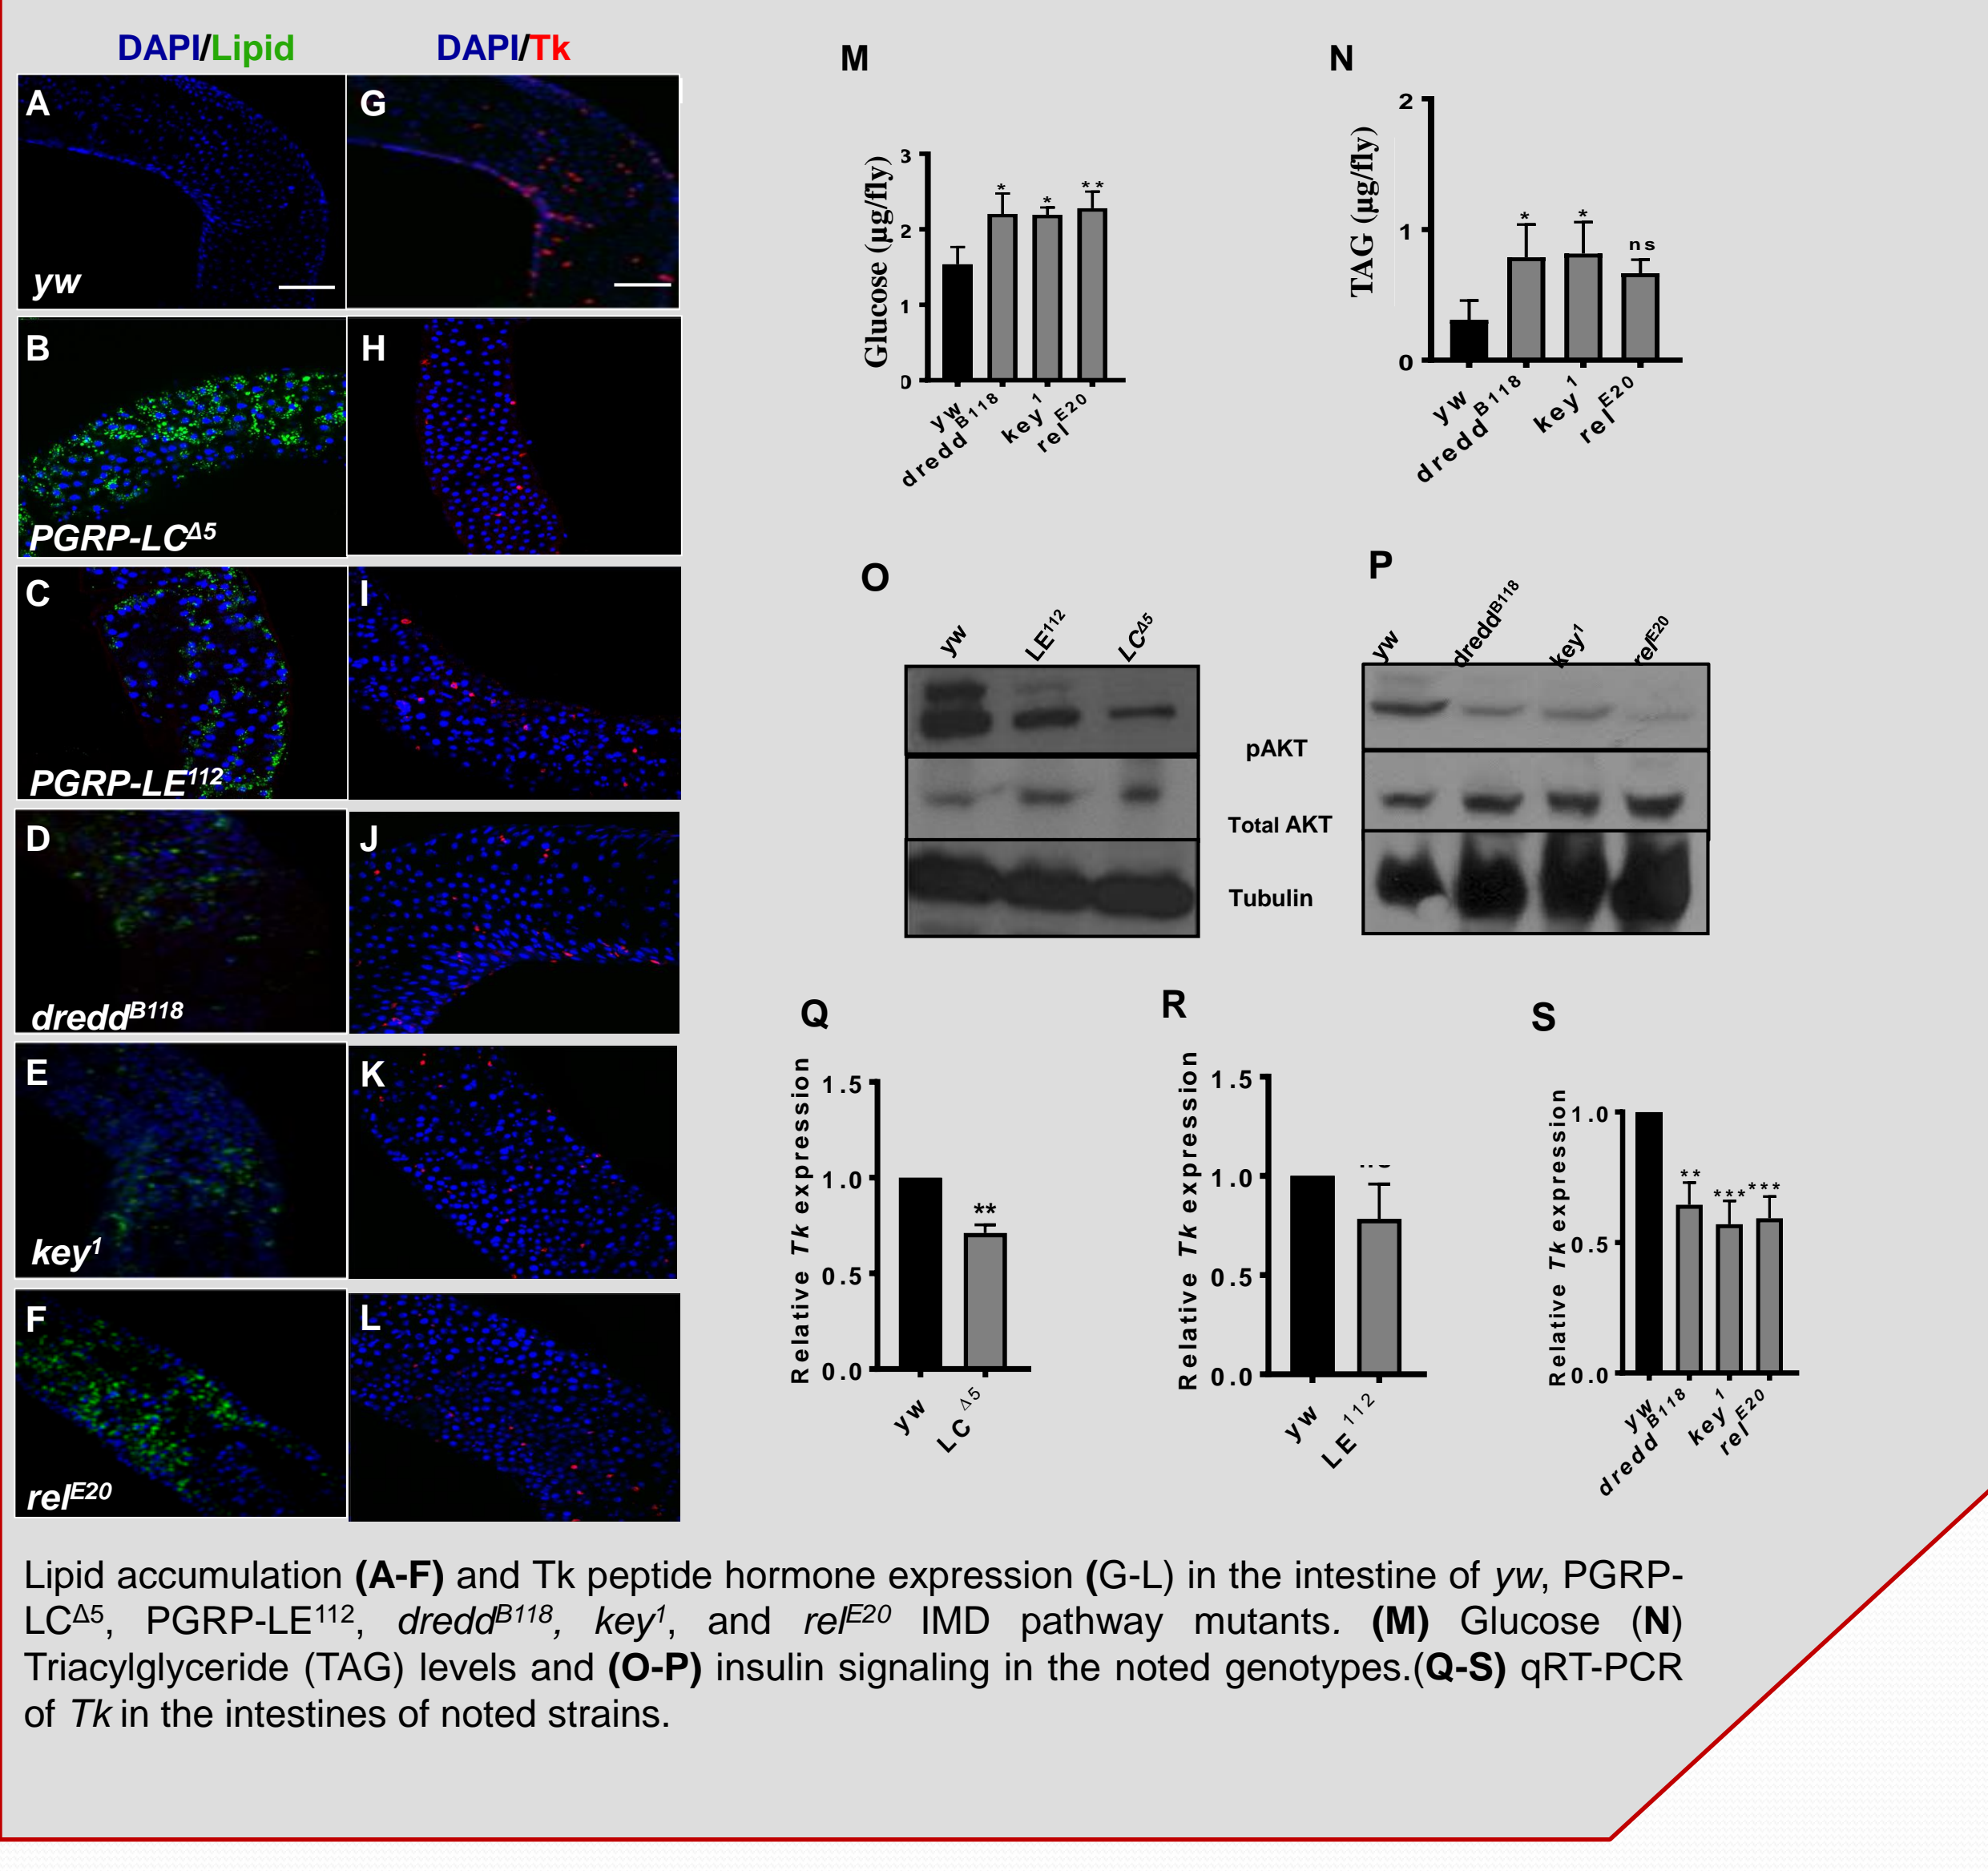 DAPI/Lipid
DAPI/Tk
A
yw
G
B
PGRP-LCΔ5
H
C
PGRP-LE112
I
D
dreddB118
J
E
key1
K
F
relE20
L
M
Glucose (µg/fly)
3
2
1
0
*
*
**
yw
dreddB118
key1
relE20
N
TAG (µg/fly)
2
1
0
*
*
ns
yw
dreddB118
key1
relE20
O
yw
LE112
LCΔ5
pAKT
Total AKT
Tubulin
P
yw
dreddB118
key1
relE20
Q
Relative Tk expression
1.5
1.0
0.5
0.0
**
yw
LCΔ5
R
Relative Tk expression
1.5
1.0
0.5
0.0
yw
LE112
S
Relative Tk expression
1.0
0.5
0.0
**
***
***
yw
dreddB118
key1
relE20
Lipid accumulation (A-F) and Tk peptide hormone expression (G-L) in the intestine of yw, PGRP-
LCΔ5, PGRP-LE112, dreddB118, key1, and relE20 IMD pathway mutants. (M) Glucose (N)
Triacylglyceride (TAG) levels and (O-P) insulin signaling in the noted genotypes.(Q-S) qRT-PCR
of Tk in the intestines of noted strains.